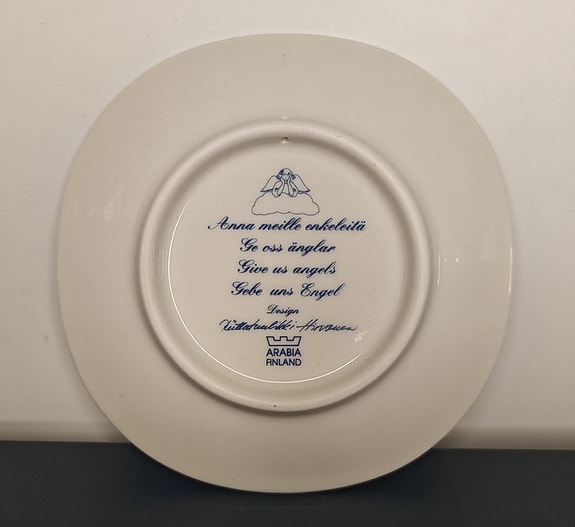 Anna meille enkeleitä
Ge oss änglar
Give us angels
Gebe uns Engel
Design
ARABIA
FINLAND